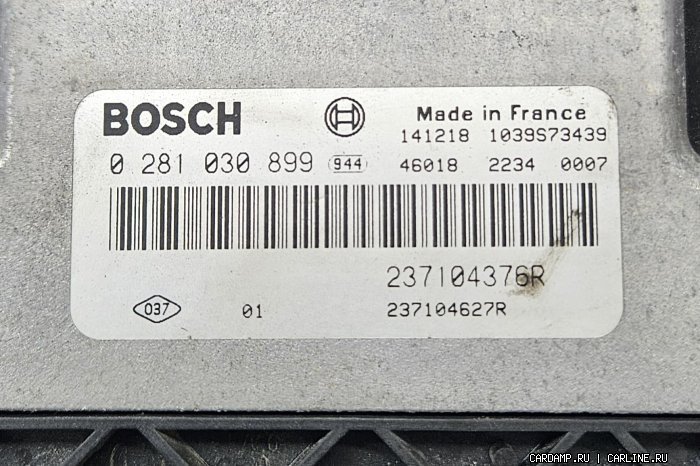 BOSCH Made in France
141218 1039S73439
0 281 030 899 944 46018 2234 0007
237104376R
037 01 237104627R
CARDAMP.RU | CARLINE.RU